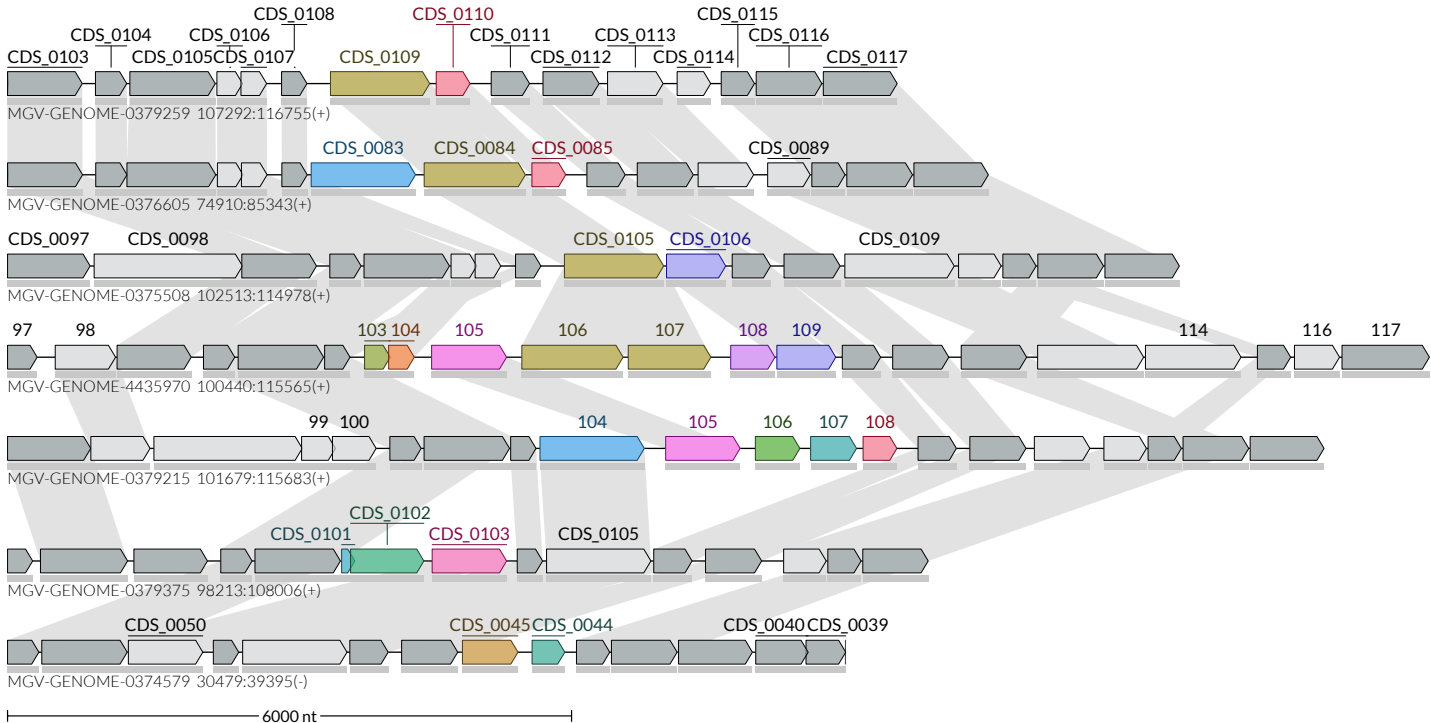 CDS_0103 CDS_0104 CDS_0105 CDS_0106 CDS_0107 CDS_0108 CDS_0109 CDS_0110 CDS_0111 CDS_0112 CDS_0113 CDS_0114 CDS_0115 CDS_0116 CDS_0117
MGV-GENOME-0379259 107292:116755(+)
CDS_0083 CDS_0084 CDS_0085 CDS_0089
MGV-GENOME-0376605 74910:85343(+)
CDS_0097 CDS_0098 CDS_0105 CDS_0106 CDS_0109
MGV-GENOME-0375508 102513:114978(+)
97 98 103 104 105 106 107 108 109 114 116 117
MGV-GENOME-4435970 100440:115565(+)
99 100 104 105 106 107 108
MGV-GENOME-0379215 101679:115683(+)
CDS_0101 CDS_0102 CDS_0103 CDS_0105
MGV-GENOME-0379375 98213:108006(+)
CDS_0050 CDS_0045 CDS_0044 CDS_0040 CDS_0039
MGV-GENOME-0374579 30479:39395(-)
6000 nt